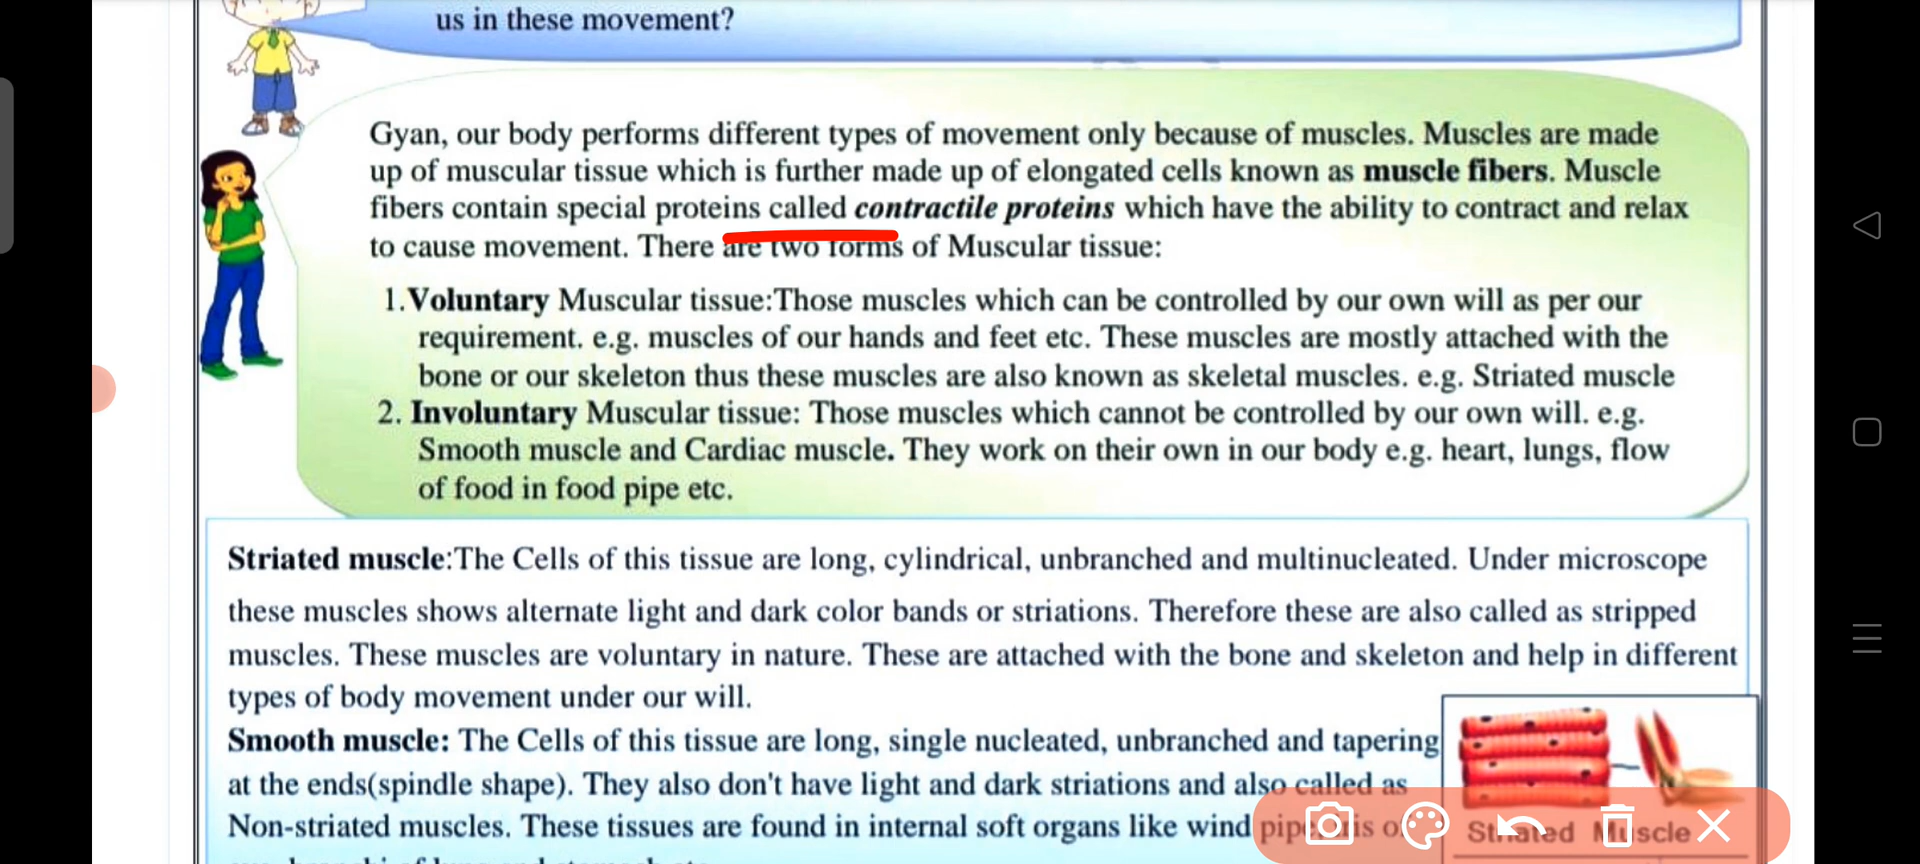 us in these movement?
Gyan, our body performs different types of movement only because of muscles. Muscles are made
up of muscular tissue which is further made up of elongated cells known as muscle fibers. Muscle
fibers contain special proteins called contractile proteins which have the ability to contract and relax
to cause movement. There are two forms of Muscular tissue:
1.Voluntary Muscular tissue:Those muscles which can be controlled by our own will as per our
requirement. e.g. muscles of our hands and feet etc. These muscles are mostly attached with the
bone or our skeleton thus these muscles are also known as skeletal muscles. e.g. Striated muscle
2. Involuntary Muscular tissue: Those muscles which cannot be controlled by our own will. e.g.
Smooth muscle and Cardiac muscle. They work on their own in our body e.g. heart, lungs, flow
of food in food pipe etc.
Striated muscle:The Cells of this tissue are long, cylindrical, unbranched and multinucleated. Under microscope
these muscles shows alternate light and dark color bands or striations. Therefore these are also called as stripped
muscles. These muscles are voluntary in nature. These are attached with the bone and skeleton and help in different
types of body movement under our will.
Smooth muscle: The Cells of this tissue are long, single nucleated, unbranched and tapering
at the ends(spindle shape). They also don't have light and dark striations and also called as
Non-striated muscles. These tissues are found in internal soft organs like wind
Striated Muscle